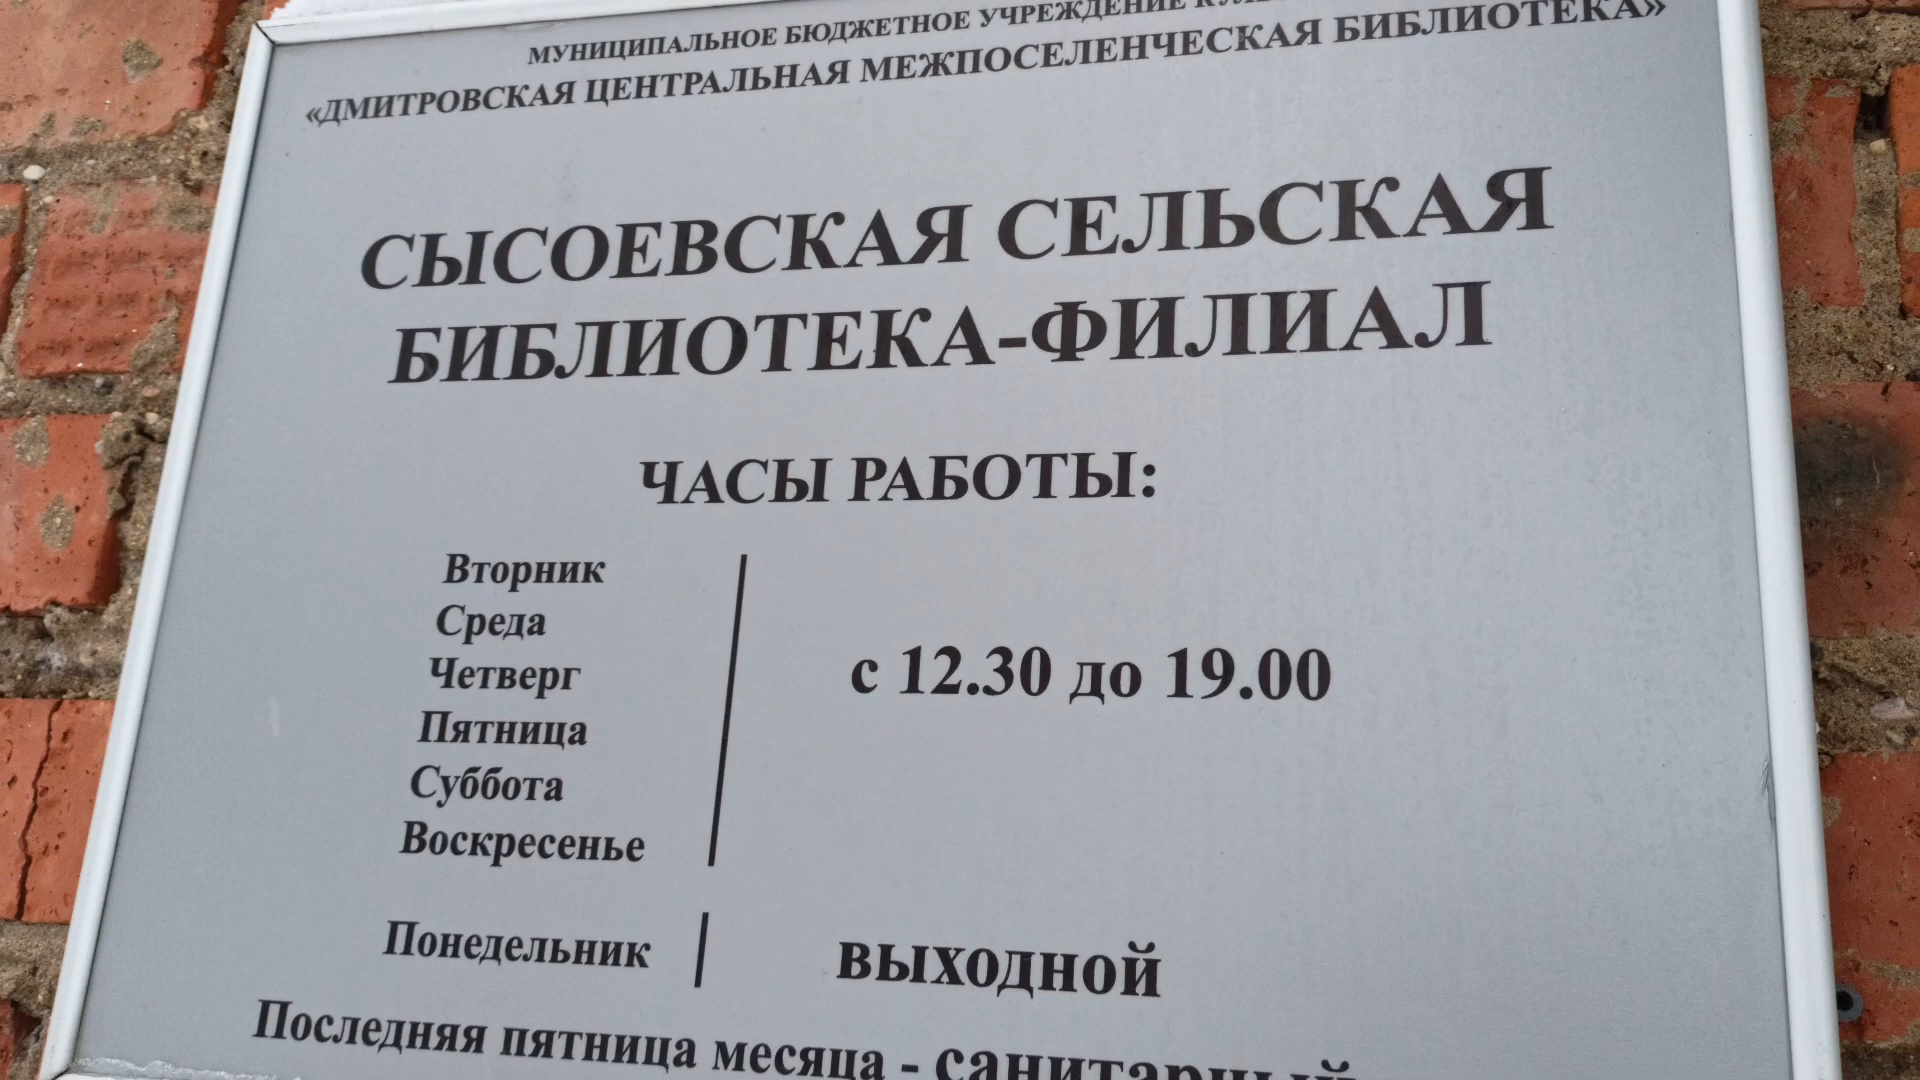 МУНИЦИПАЛЬНОЕ БЮДЖЕТНОЕ УЧРЕЖДЕНИЕ
«ДМИТРОВСКАЯ ЦЕНТРАЛЬНАЯ МЕЖПОСЕЛЕНЧЕСКАЯ БИБЛИОТЕКА»
СЫСОЕВСКАЯ СЕЛЬСКАЯ
БИБЛИОТЕКА-ФИЛИАЛ
ЧАСЫ РАБОТЫ:
Вторник
Среда
Четверг
Пятница
Суббота
Воскресенье
с 12.30 до 19.00
Понедельник выходной
Последняя пятница месяца - санитарный